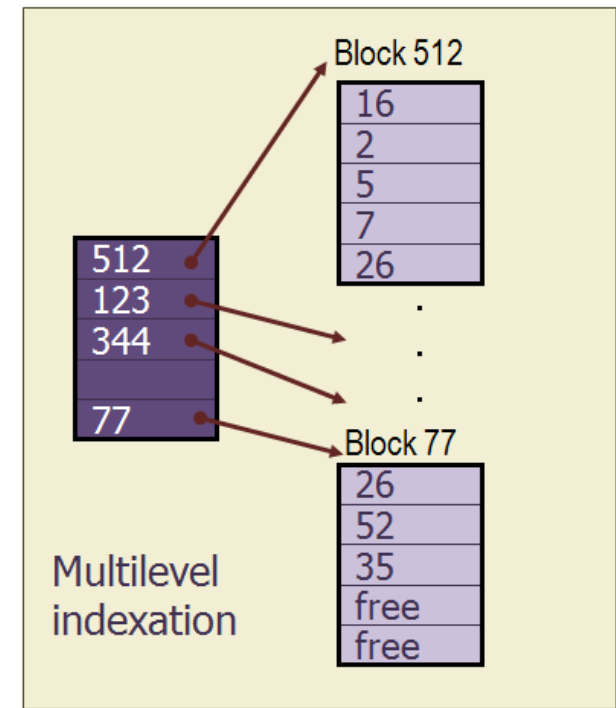 Block 512
16
2
5
7
26
512
123
344
77
.
.
.
Block 77
26
52
35
free
free
Multilevel
indexation